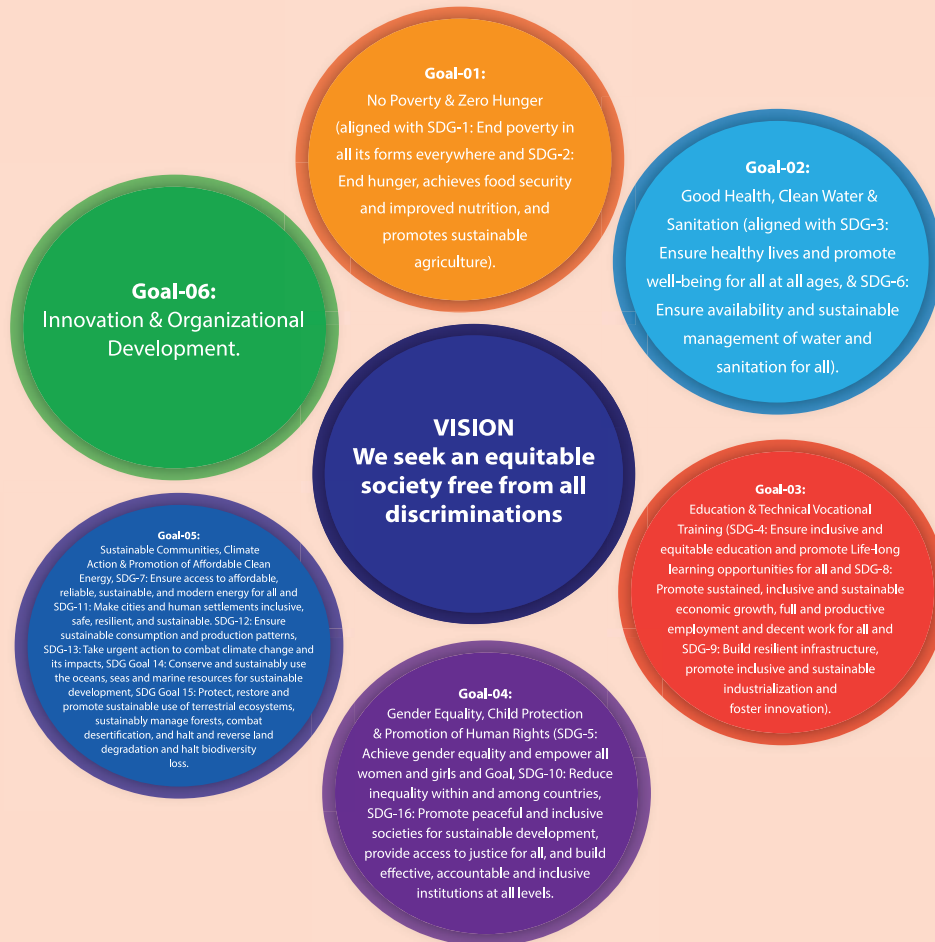 Goal-01:
No Poverty & Zero Hunger
(aligned with SDG-1: End poverty in
all its forms everywhere and SDG-2:
End hunger, achieves food security
and improved nutrition, and
promotes sustainable
agriculture).
Goal-02:
Good Health, Clean Water &
Sanitation (aligned with SDG-3:
Ensure healthy lives and promote
well-being for all at all ages, & SDG-6:
Ensure availability and sustainable
management of water and
sanitation for all).
Goal-06:
Innovation & Organizational
Development.
VISION
We seek an equitable
society free from all
discriminations
Goal-03:
Education & Technical Vocational
Training (SDG-4: Ensure inclusive and
equitable education and promote Life-long
learning opportunities for all and SDG-8:
Promote sustained, inclusive and sustainable
economic growth, full and productive
employment and decent work for all and
SDG-9: Build resilient infrastructure,
promote inclusive and sustainable
industrialization and
foster innovation).
Goal-05:
Sustainable Communities, Climate
Action & Promotion of Affordable Clean
Energy, SDG-7: Ensure access to affordable,
reliable, sustainable, and modern energy for all and
SDG-11: Make cities and human settlements inclusive,
safe, resilient, and sustainable. SDG-12: Ensure
sustainable consumption and production patterns,
SDG-13: Take urgent action to combat climate change and
its impacts, SDG Goal 14: Conserve and sustainably use
the oceans, seas and marine resources for sustainable
development, SDG Goal 15: Protect, restore and
promote sustainable use of terrestrial ecosystems,
sustainably manage forests, combat
desertification, and halt and reverse land
degradation and halt biodiversity
loss.
Goal-04:
Gender Equality, Child Protection
& Promotion of Human Rights (SDG-5:
Achieve gender equality and empower all
women and girls and Goal, SDG-10: Reduce
inequality within and among countries,
SDG-16: Promote peaceful and inclusive
societies for sustainable development,
provide access to justice for all, and build
effective, accountable and inclusive
institutions at all levels.